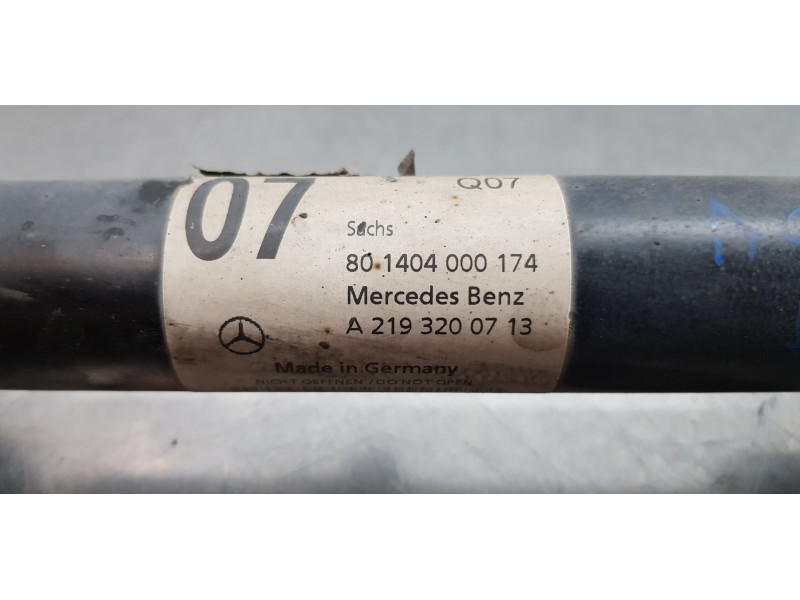 07
Q07
Sachs
80 1404 000 174
Mercedes Benz
A 219 320 07 13
Made in Germany
NICHT OEFFNEN / DO NOT OPEN